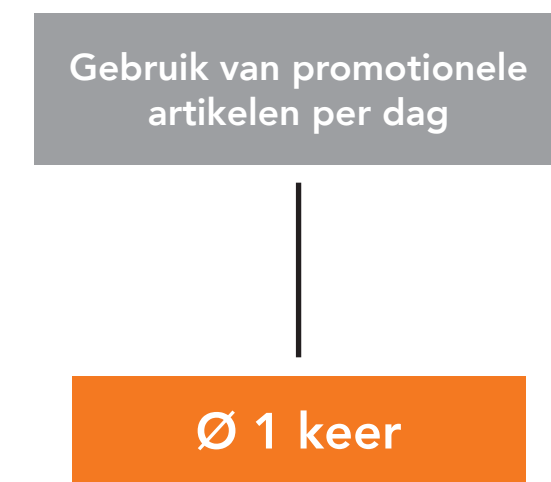 Gebruik van promotionele
artikelen per dag
Ø 1 keer